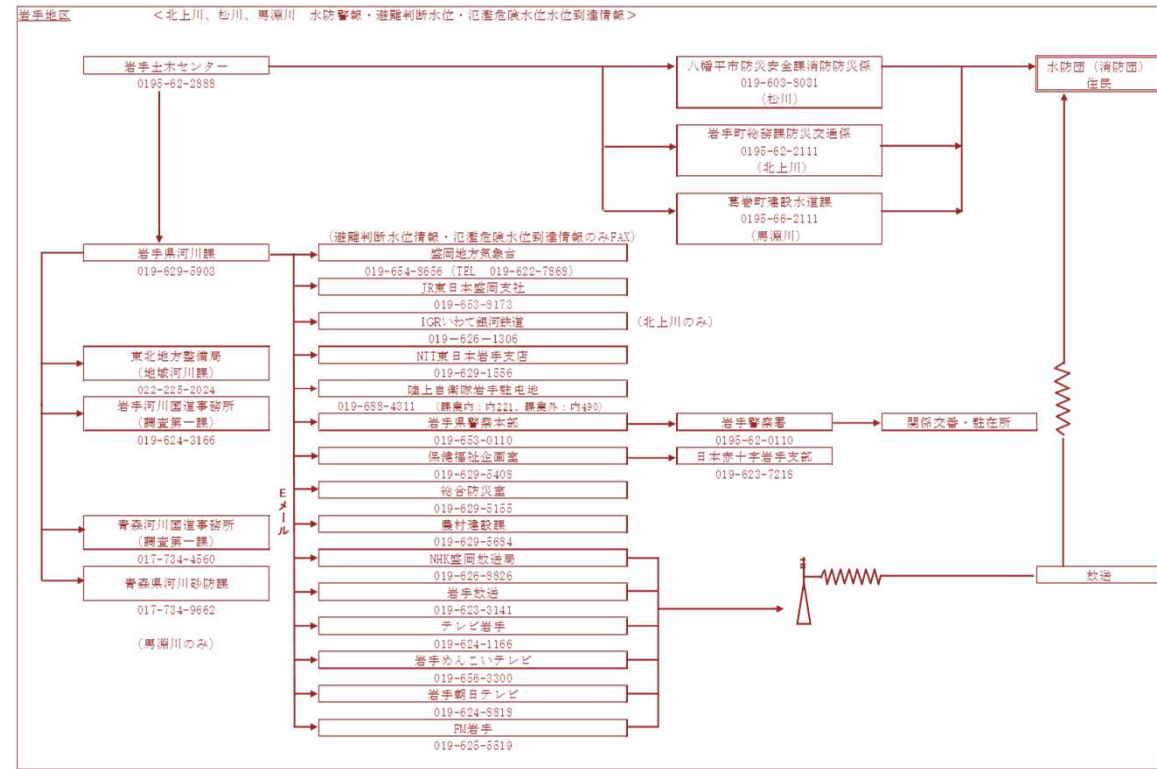 岩手地区 <北上川、松川、馬淵川 水防警報・避難判断水位・氾濫危険水位水位到達情報>
岩手土木センター
0195-62-2888
八幡平市防災安全課消防防災係
019-603-8031
(松川)
水防団(消防団)
住民
岩手町総務課防災交通係
0195-62-2111
(北上川)
葛巻町建設水道課
0195-66-2111
(馬淵川)
岩手県河川課
019-629-5903
(避難判断水位情報・氾濫危険水位到達情報のみFAX)
盛岡地方気象台
019-654-8656 (TEL 019-622-7868)
JR東日本盛岡支社
019-653-8173
IGRいわて銀河鉄道
(北上川のみ)
019-626-1306
NTT東日本岩手支店
019-629-1556
陸上自衛隊岩手駐屯地
019-688-4311 (課業内:内221、課業外:内490)
岩手県警察本部
019-653-0110
岩手警察署
0195-62-0110
関係交番・駐在所
保健福祉企画室
019-629-5408
日本赤十字岩手支部
019-623-7218
総合防災室
019-629-5155
農村建設課
019-629-5684
NHK盛岡放送局
019-626-8826
岩手放送
019-623-3141
テレビ岩手
019-624-1166
岩手めんこいテレビ
019-656-3300
岩手朝日テレビ
019-624-8818
FM岩手
019-625-5519
Eメール
東北地方整備局
(地域河川課)
022-225-2024
岩手河川国道事務所
(調査第一課)
019-624-3166
青森河川国道事務所
(調査第一課)
017-734-4560
青森県河川砂防課
017-734-9662
(馬淵川のみ)
放送